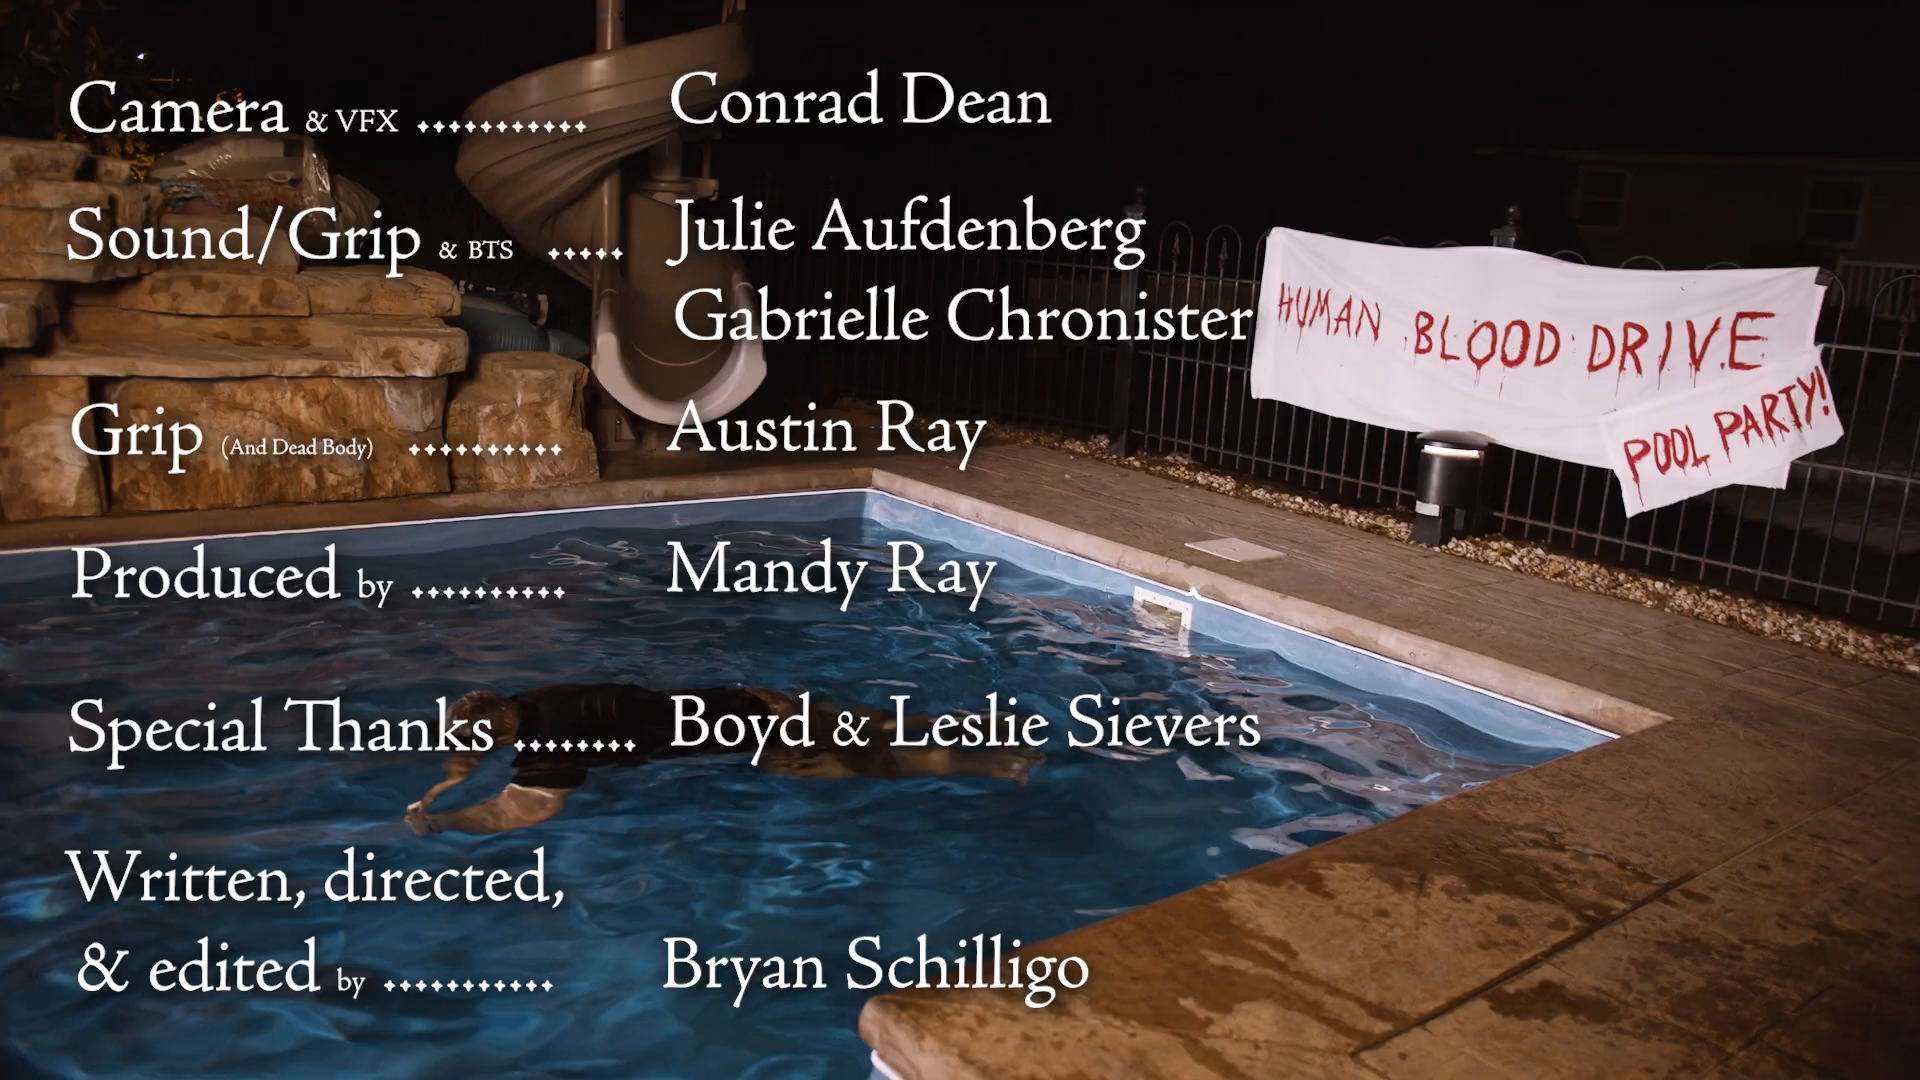 Camera & VFX ........... Conrad Dean
Sound/Grip & BTS ..... Julie Aufdenberg
Gabrielle Chronister
Grip (And Dead Body) .......... Austin Ray
Produced by .......... Mandy Ray
Special Thanks ........ Boyd & Leslie Sievers
Written, directed,
& edited by ........... Bryan Schilligo
HUMAN BLOOD DRIVE
POOL PARTY!